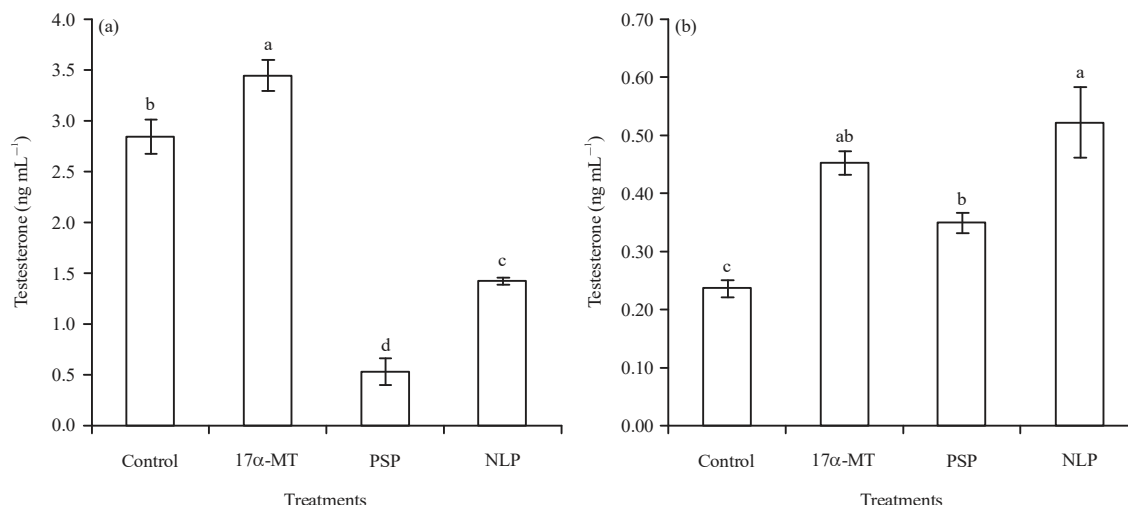 (a)
Testesterone (ng mL⁻¹)
4.0
3.5
3.0
2.5
2.0
1.5
1.0
0.5
0.0
b
a
d
c
Control 17α-MT PSP NLP
Treatments
(b)
Testesterone (ng mL⁻¹)
0.70
0.60
0.50
0.40
0.30
0.20
0.10
0.00
c
ab
b
a
Control 17α-MT PSP NLP
Treatments